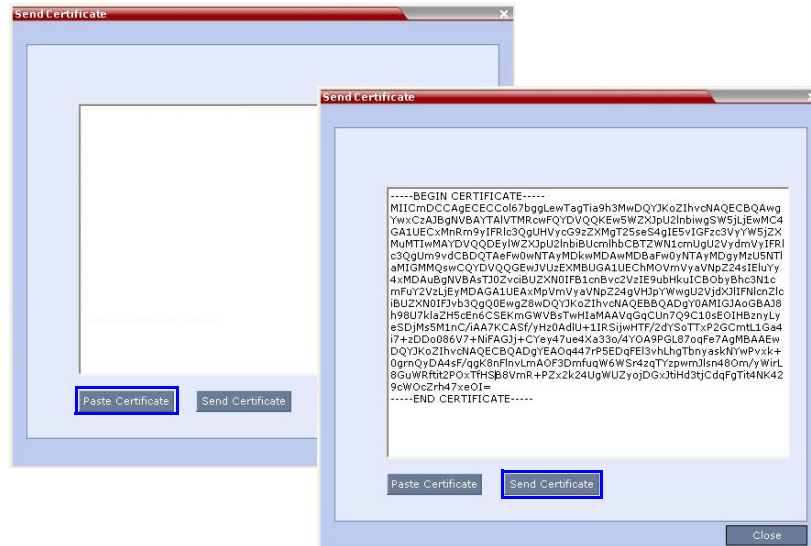 Send Certificate
Paste Certificate
Send Certificate
Send Certificate
-----BEGIN CERTIFICATE-----
MIICmDCCAgECECCol67bggLewTagTia9h3MwDQYJKoZIhvcNAQECBQAwg
YwxCzAJBgNVBAYTAlVTMRcwFQYDVQQKEw5WZXJpU2lnbiwgSW5jLjEwMC4
GA1UECxMnRm9yIFRlc3QgUHVycG9zZXMgT25seS4gIE5vIGFzc3VyYW5jZX
MuMTIwMAYDVQQDEylWZXJpU2lnbiBUcmlhbCBTZWN1cmUgU2VydmVyIFRl
c3QgUm9vdCBDQTAeFw0wNTAyMDkwMDAwMDBaFw0yNTAyMDgyMzU5NTl
aMIGMMQswCQYDVQQGEwJVUzEXMBUGA1UEChMOVmVyaVNpZ24sIEluYy
4xMDAuBgNVBAsTJ0ZvciBUZXN0IFB1cnBvc2VzIE9ubHkuICBObyBhc3N1c
mFuY2VzLjEyMDAGA1UEAxMpVmVyaVNpZ24gVHJpYWwgU2VjdXJlIFNlcnZlc
iBUZXN0IFJvb3QgQ0EwgZ8wDQYJKoZIhvcNAQEBBQADgY0AMIGJAoGBAJ8
h98U7klaZH5cEn6CSEKmGWVBsTwHIaMAAVqGqCUn7Q9C10sEOIHBznyLy
eSDjMs5M1nC/iAA7KCASf/yHz0AdlU+1IRSijwHTF/2dYSoTTxP2GCmtL1Ga4
i7+zDDo086V7+NiFAGJj+CYey47ue4Xa33o/4YOA9PGL87oqFe7AgMBAAEw
DQYJKoZIhvcNAQECBQADgYEAOq447rP5EDqFEl3vhLhgTbnyaskNYwPvxk+
0grnQyDA4sF/qgK8nFlnvLmAOF3DmfuqW6WSr4zqTYzpwmJlsn48Om/yWirL
8GuWRftit2POxTfHSB8VmR+PZx2k24UgWUZyojDGxJtiHd3tjCdqFgTit4NK42
9cWOcZrh47xeOI=
-----END CERTIFICATE-----
Paste Certificate
Send Certificate
Close